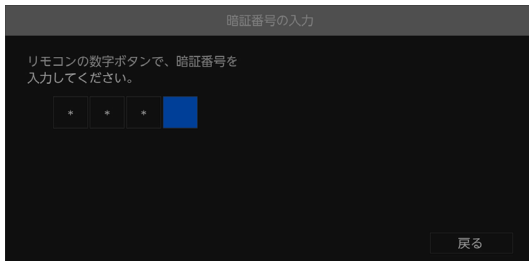 暗証番号の入力
リモコンの数字ボタンで、暗証番号を
入力してください。
* * *
戻る